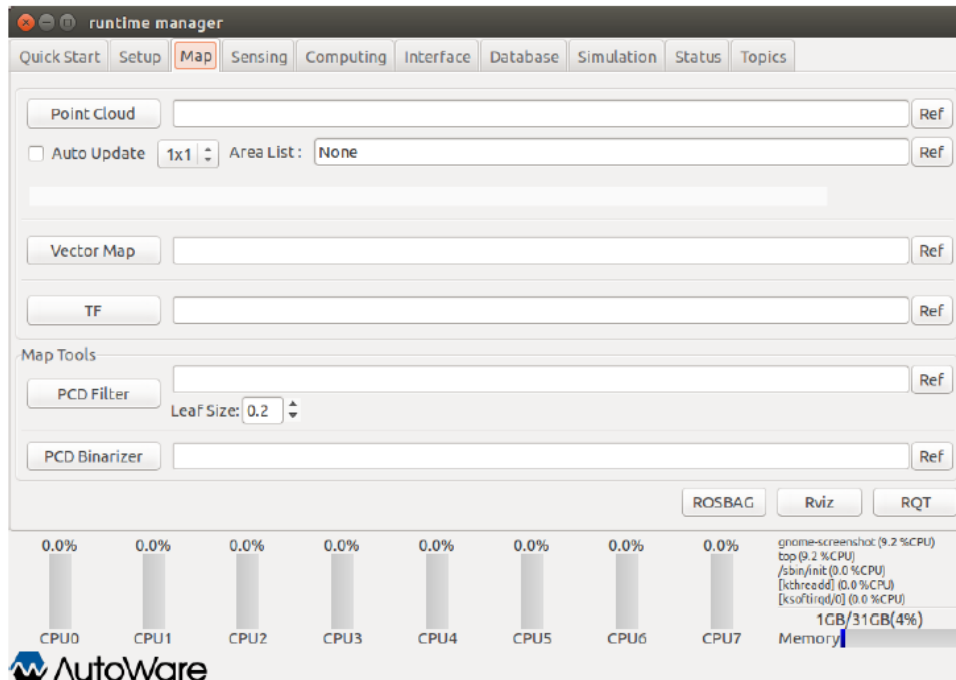 runtime manager
Quick Start Setup Map Sensing Computing Interface Database Simulation Status Topics
Point Cloud Ref
Auto Update 1x1 Area List : None Ref
Vector Map Ref
TF Ref
Map Tools
PCD Filter Ref
Leaf Size: 0.2
PCD Binarizer Ref
ROSBAG Rviz RQT
0.0% 0.0% 0.0% 0.0% 0.0% 0.0% 0.0% 0.0%
gnome-screenshot (9.2 %CPU)
top (9.2 %CPU)
/sbin/init (0.0 %CPU)
[kthreadd] (0.0 %CPU)
[ksoftirqd/0] (0.0 %CPU)
1GB/31GB(4%)
CPU0 CPU1 CPU2 CPU3 CPU4 CPU5 CPU6 CPU7 Memory
AutoWare